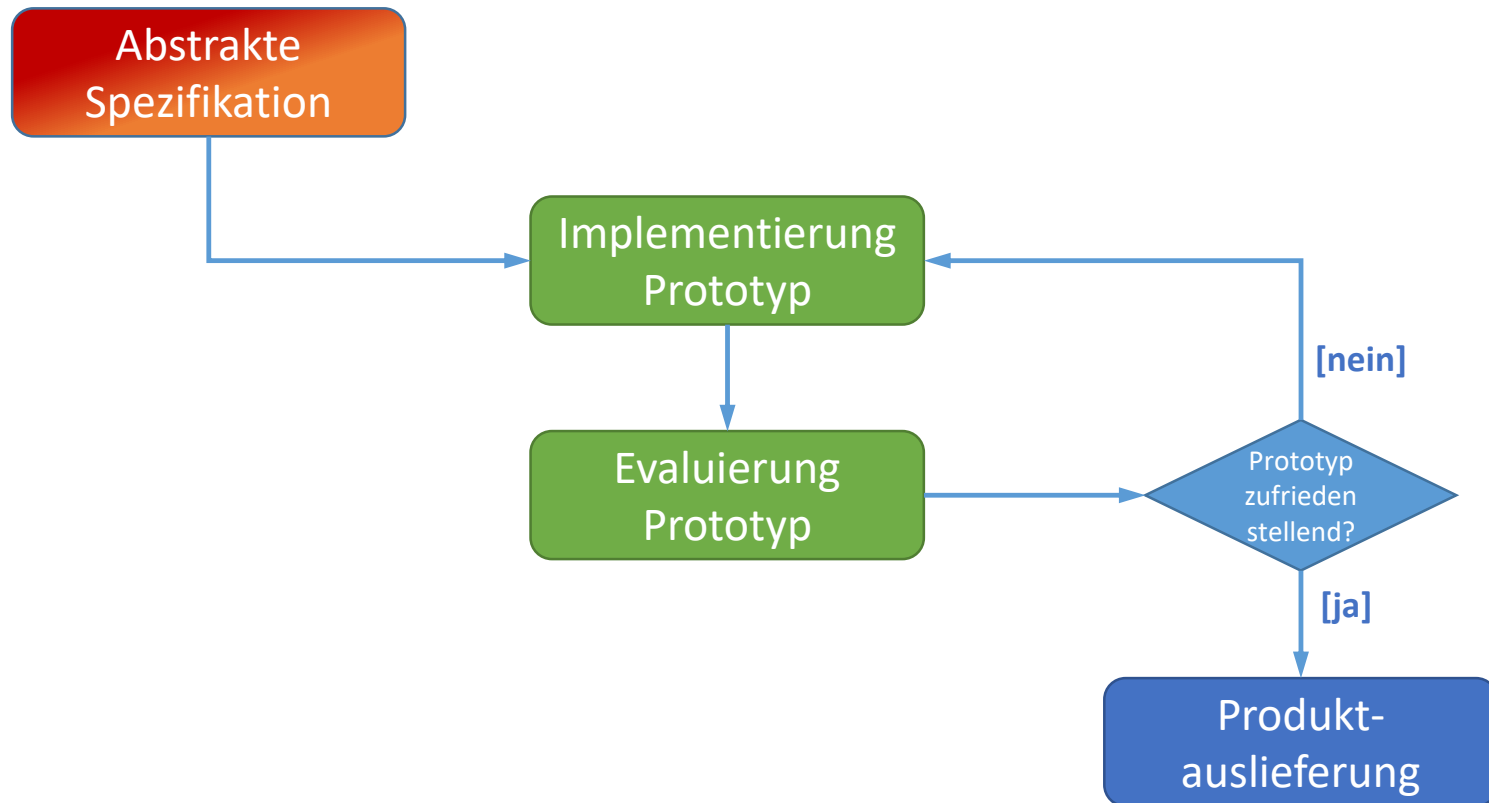 Abstrakte
Spezifikation
Implementierung
Prototyp
[nein]
Evaluierung
Prototyp
Prototyp
zufrieden
stellend?
[ja]
Produkt-
auslieferung